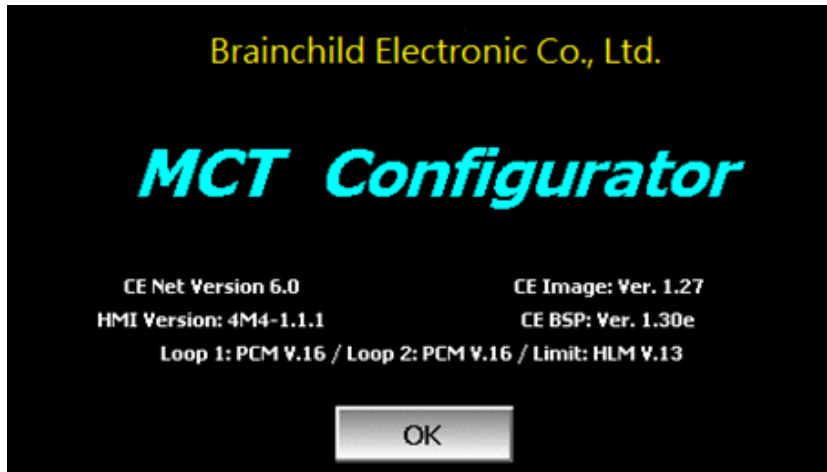 Brainchild Electronic Co., Ltd.
MCT Configurator
CE Net Version 6.0 CE Image: Ver. 1.27
HMI Version: 4M4-1.1.1 CE BSP: Ver. 1.30e
Loop 1: PCM V.16 / Loop 2: PCM V.16 / Limit: HLM V.13
OK